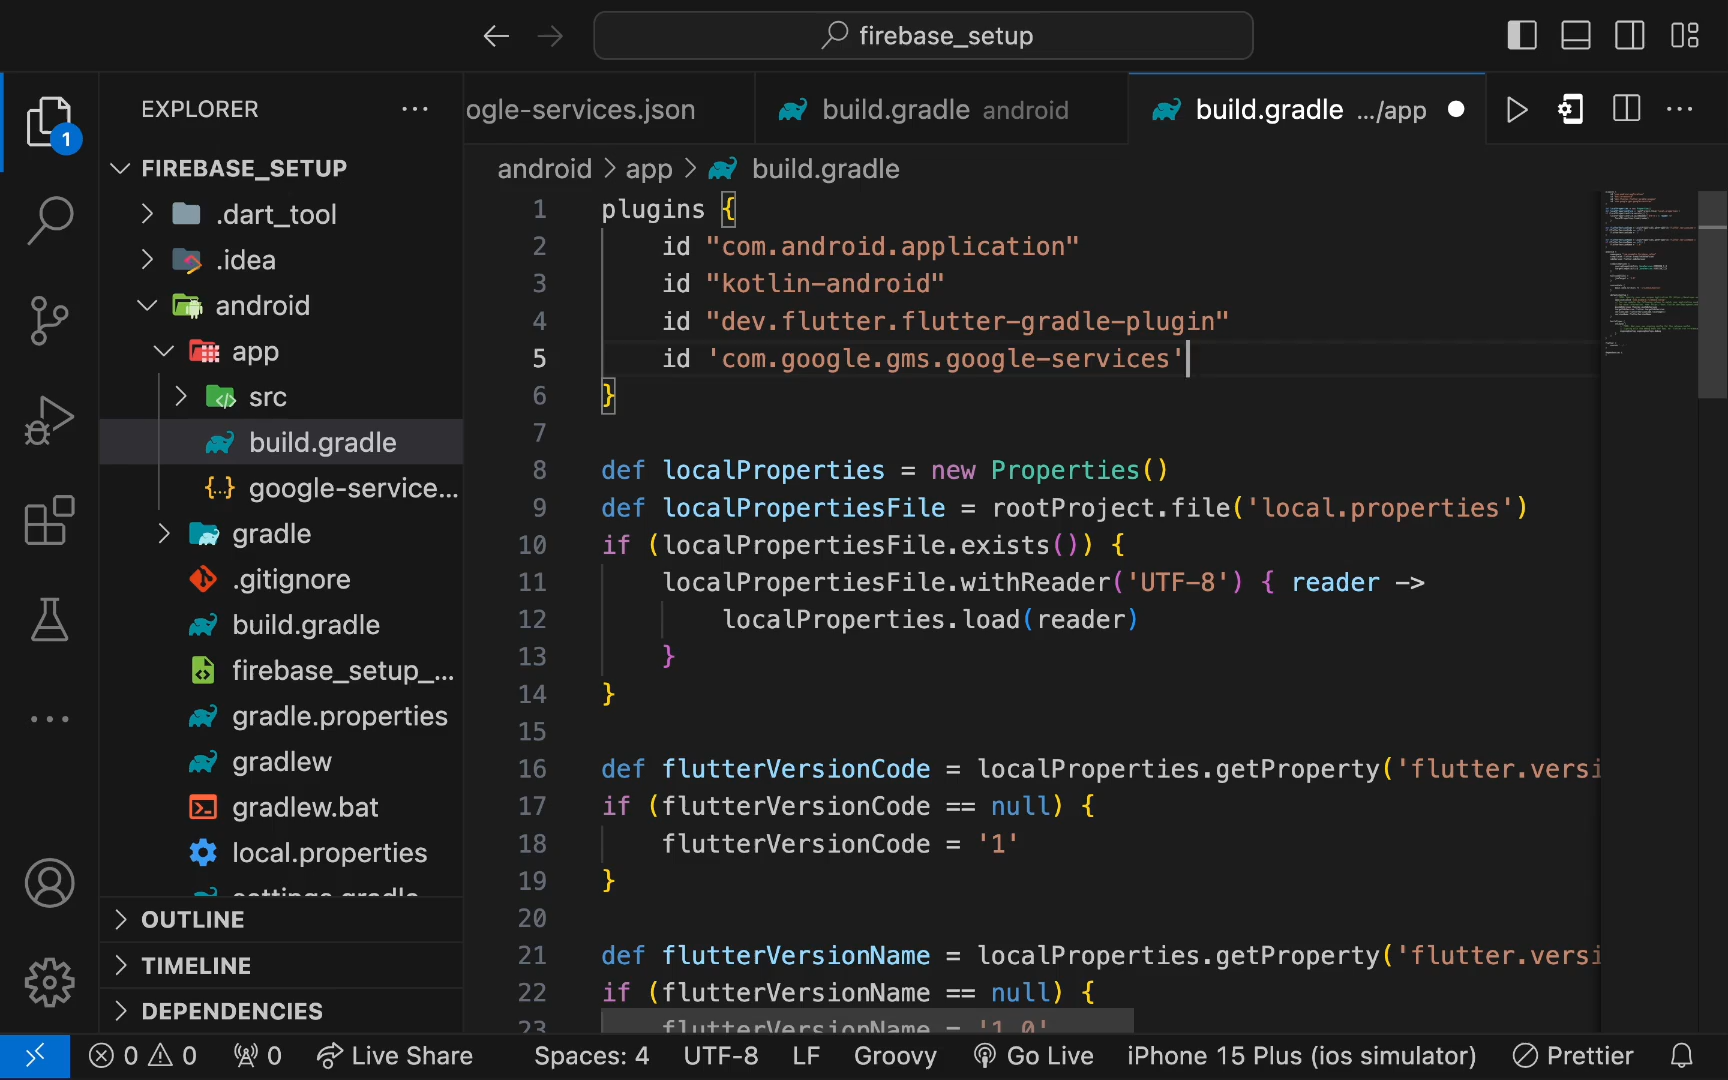 firebase_setup
EXPLORER
ogle-services.json
build.gradle android
build.gradle .../app
1
FIREBASE_SETUP
.dart_tool
.idea
android
app
src
build.gradle
google-service...
gradle
.gitignore
build.gradle
firebase_setup_...
gradle.properties
gradlew
gradlew.bat
local.properties
settings.gradle
OUTLINE
TIMELINE
DEPENDENCIES
android > app > build.gradle
1 plugins {
2 id "com.android.application"
3 id "kotlin-android"
4 id "dev.flutter.flutter-gradle-plugin"
5 id 'com.google.gms.google-services'
6 }
7
8 def localProperties = new Properties()
9 def localPropertiesFile = rootProject.file('local.properties')
10 if (localPropertiesFile.exists()) {
11 localPropertiesFile.withReader('UTF-8') { reader ->
12 localProperties.load(reader)
13 }
14 }
15
16 def flutterVersionCode = localProperties.getProperty('flutter.versi
17 if (flutterVersionCode == null) {
18 flutterVersionCode = '1'
19 }
20
21 def flutterVersionName = localProperties.getProperty('flutter.versi
22 if (flutterVersionName == null) {
23 flutterVersionName = '1.0'
0 0 0 Live Share Spaces: 4 UTF-8 LF Groovy Go Live iPhone 15 Plus (ios simulator) Prettier